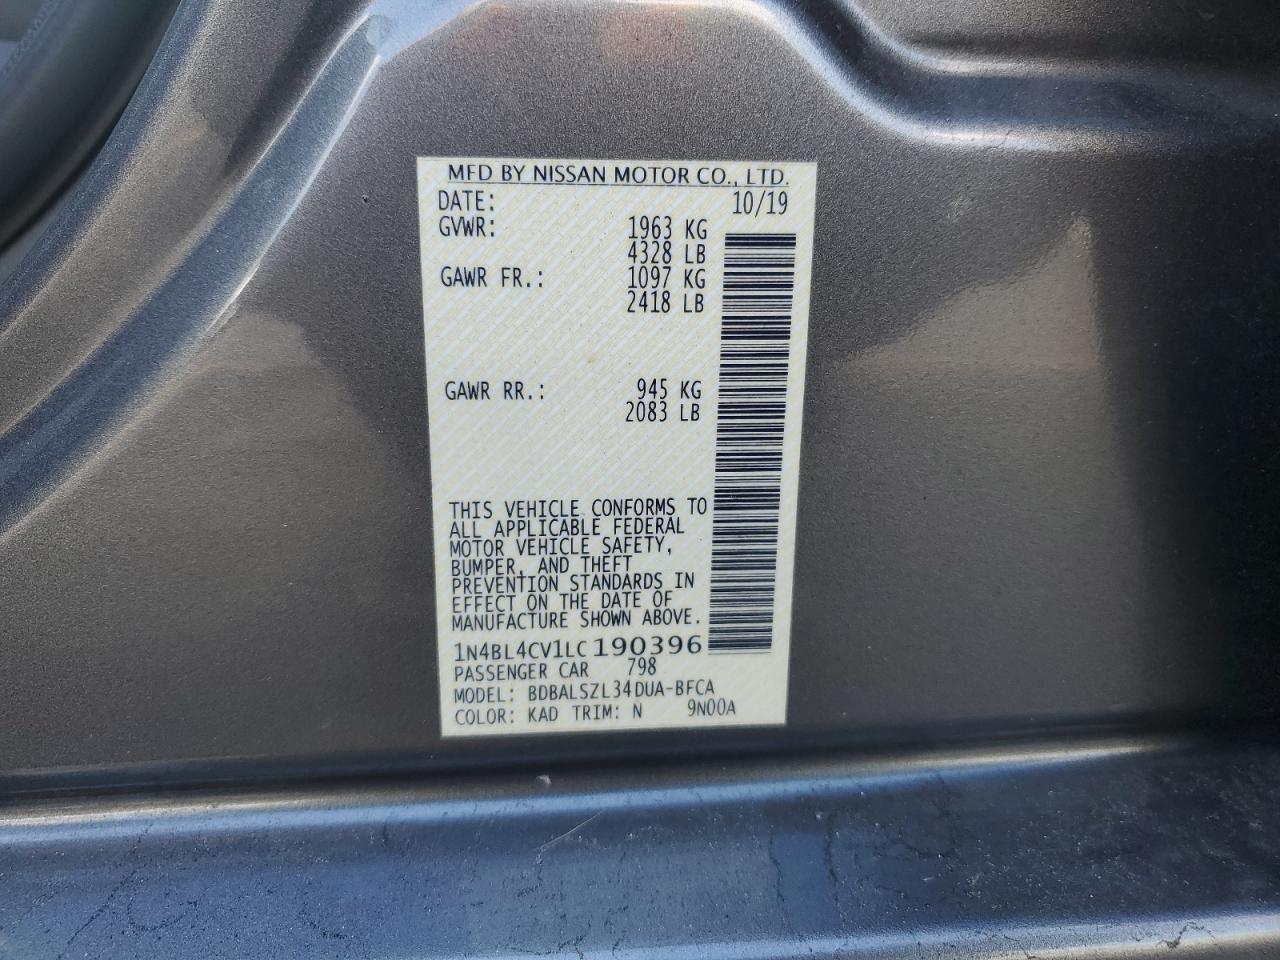 MFD BY NISSAN MOTOR CO., LTD.
DATE: 10/19
GVWR: 1963 KG
4328 LB
GAWR FR.: 1097 KG
2418 LB
GAWR RR.: 945 KG
2083 LB
THIS VEHICLE CONFORMS TO
ALL APPLICABLE FEDERAL
MOTOR VEHICLE SAFETY,
BUMPER, AND THEFT
PREVENTION STANDARDS IN
EFFECT ON THE DATE OF
MANUFACTURE SHOWN ABOVE.
1N4BL4CV1LC190396
PASSENGER CAR 798
MODEL: BDBALSZL34DUA-BFCA
COLOR: KAD TRIM: N 9N00A